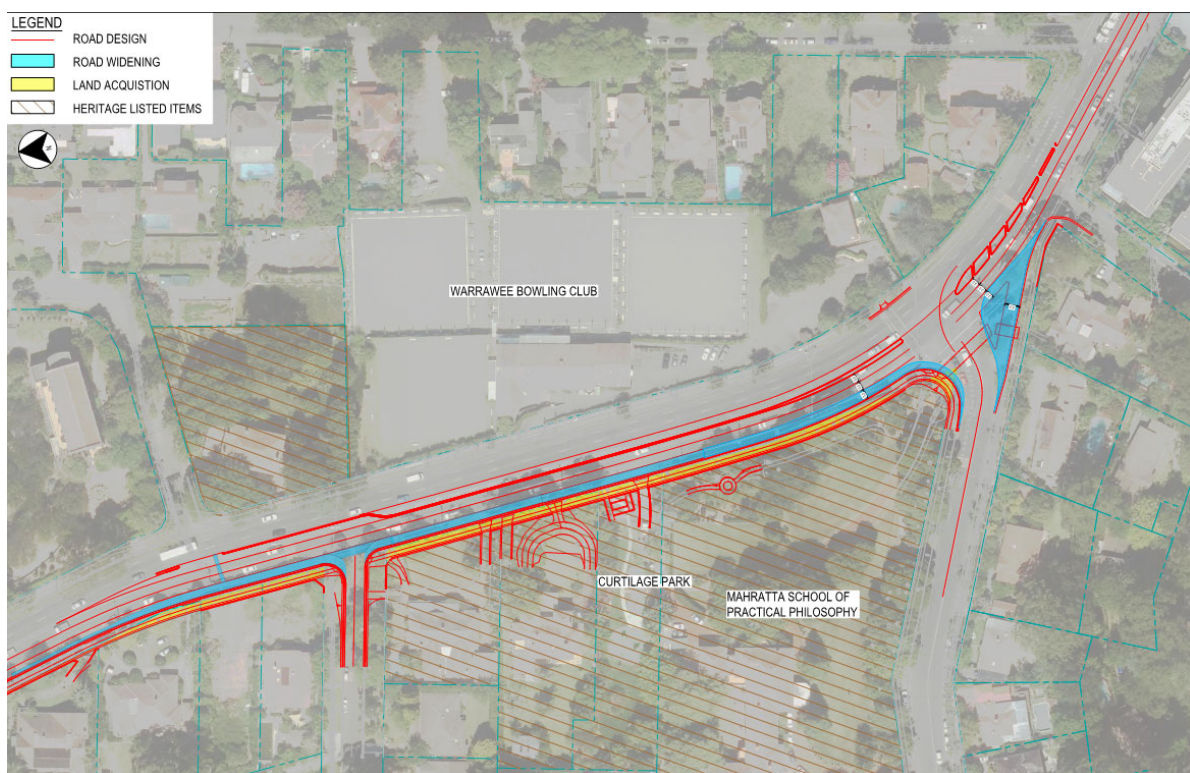 LEGEND
ROAD DESIGN
ROAD WIDENING
LAND ACQUISTION
HERITAGE LISTED ITEMS
N
WARRAWEE BOWLING CLUB
CURTILAGE PARK
MAHRATTA SCHOOL OF
PRACTICAL PHILOSOPHY